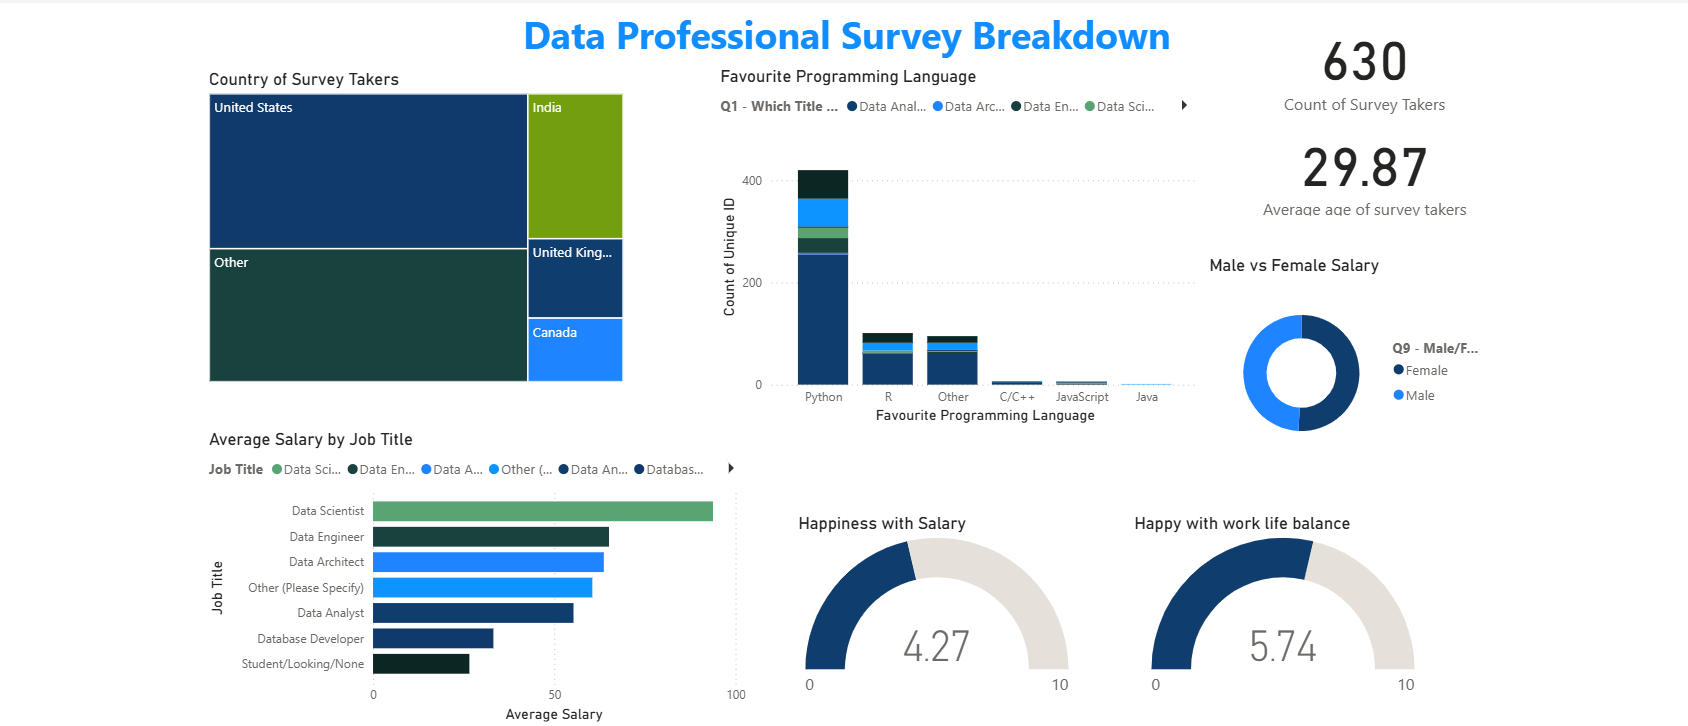 Data Professional Survey Breakdown
Country of Survey Takers
United States
India
Other
United King...
Canada
Favourite Programming Language
Q1 - Which Title ... Data Anal... Data Arc... Data En... Data Sci...
Count of Unique ID
400
200
0
Python R Other C/C++ JavaScript Java
Favourite Programming Language
630
Count of Survey Takers
29.87
Average age of survey takers
Male vs Female Salary
Q9 - Male/F...
Female
Male
Average Salary by Job Title
Job Title Data Sci... Data En... Data A... Other (... Data An... Databas...
Job Title
Data Scientist
Data Engineer
Data Architect
Other (Please Specify)
Data Analyst
Database Developer
Student/Looking/None
0 50 100
Average Salary
Happiness with Salary
4.27
0 10
Happy with work life balance
5.74
0 10